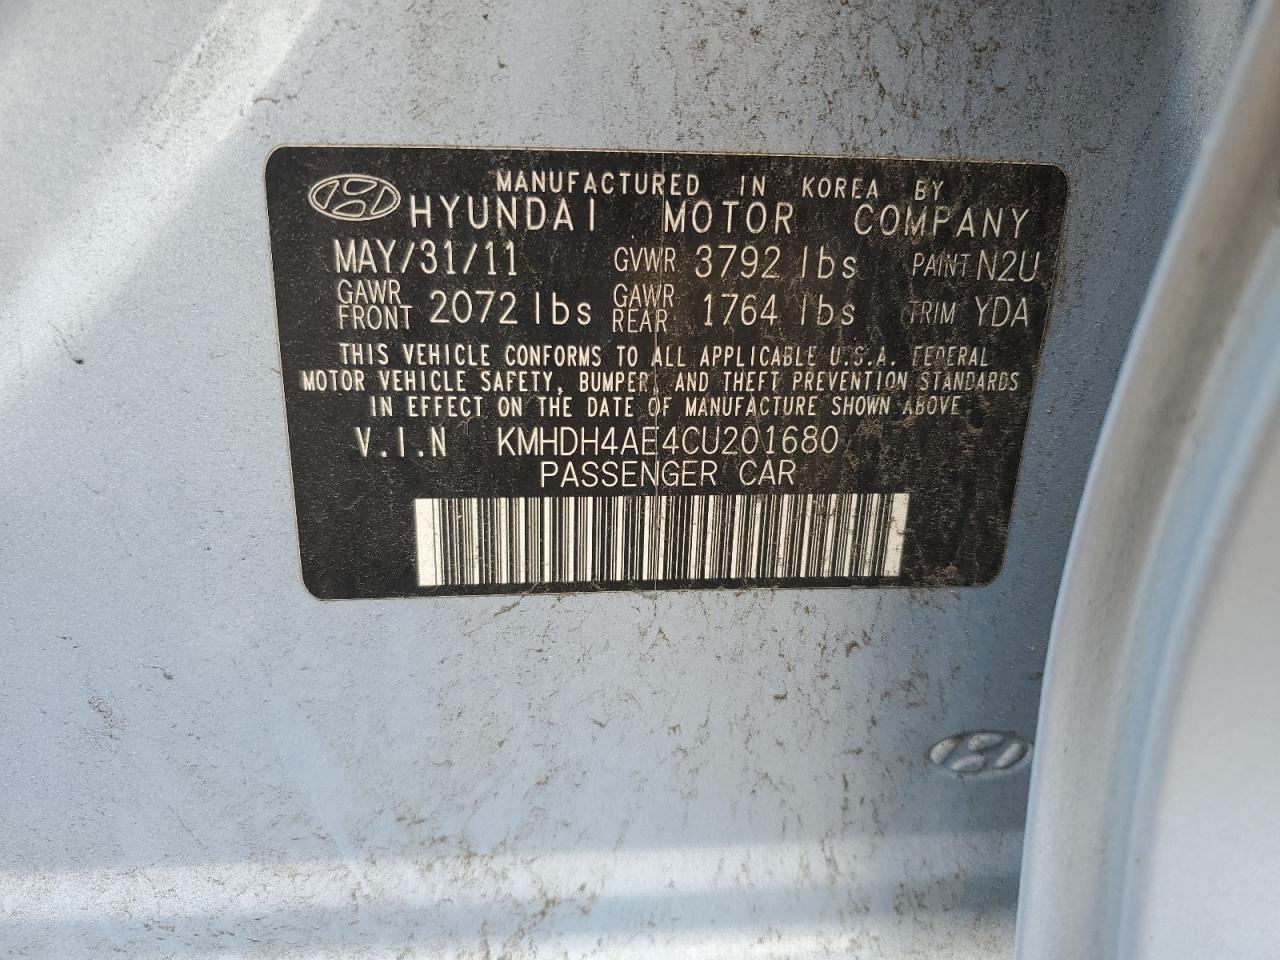 MANUFACTURED IN KOREA BY
HYUNDAI MOTOR COMPANY
MAY/31/11 GVWR 3792 lbs PAINT N2U
GAWR FRONT 2072 lbs GAWR REAR 1764 lbs TRIM YDA
THIS VEHICLE CONFORMS TO ALL APPLICABLE U.S.A. FEDERAL
MOTOR VEHICLE SAFETY, BUMPER, AND THEFT PREVENTION STANDARDS
IN EFFECT ON THE DATE OF MANUFACTURE SHOWN ABOVE
V.I.N KMHDH4AE4CU201680
PASSENGER CAR